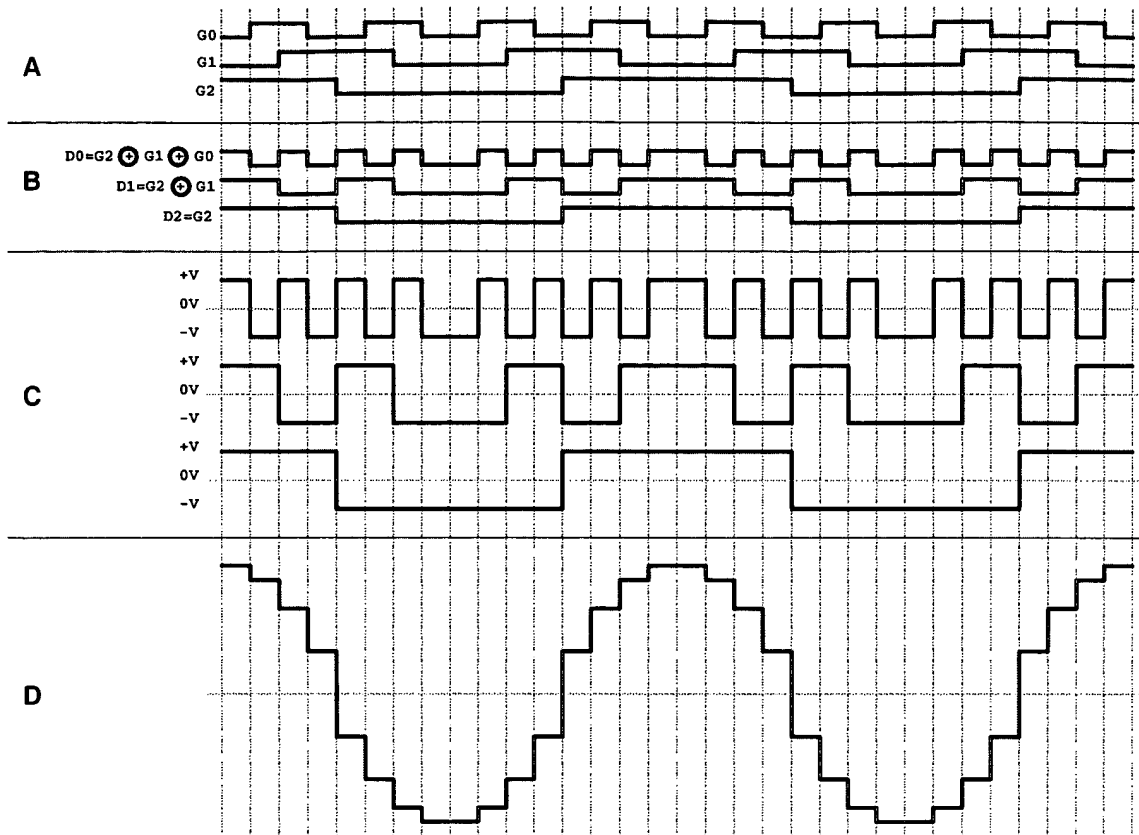 G0
A
G1
G2
D0=G2 ⊕ G1 ⊕ G0
B
D1=G2 ⊕ G1
D2=G2
+V
0V
-V
+V
C
0V
-V
+V
0V
-V
D